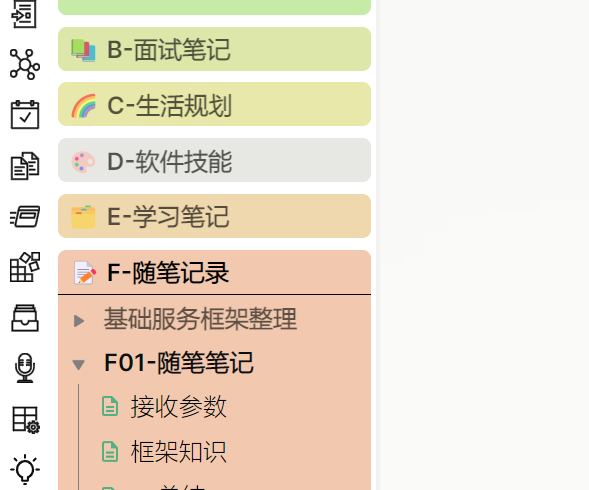 B-面试笔记
C-生活规划
D-软件技能
E-学习笔记
F-随笔记录
基础服务框架整理
F01-随笔笔记
接收参数
框架知识